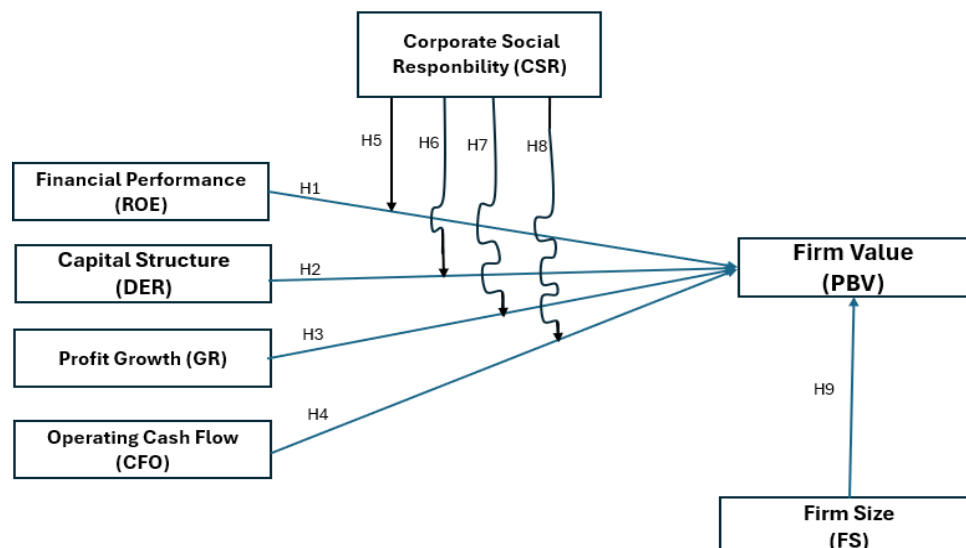 Corporate Social
Responbility (CSR)
H5
H6
H7
H8
Financial Performance
(ROE)
H1
Capital Structure
(DER)
H2
Firm Value
(PBV)
Profit Growth (GR)
H3
H9
Operating Cash Flow
(CFO)
H4
Firm Size
(FS)